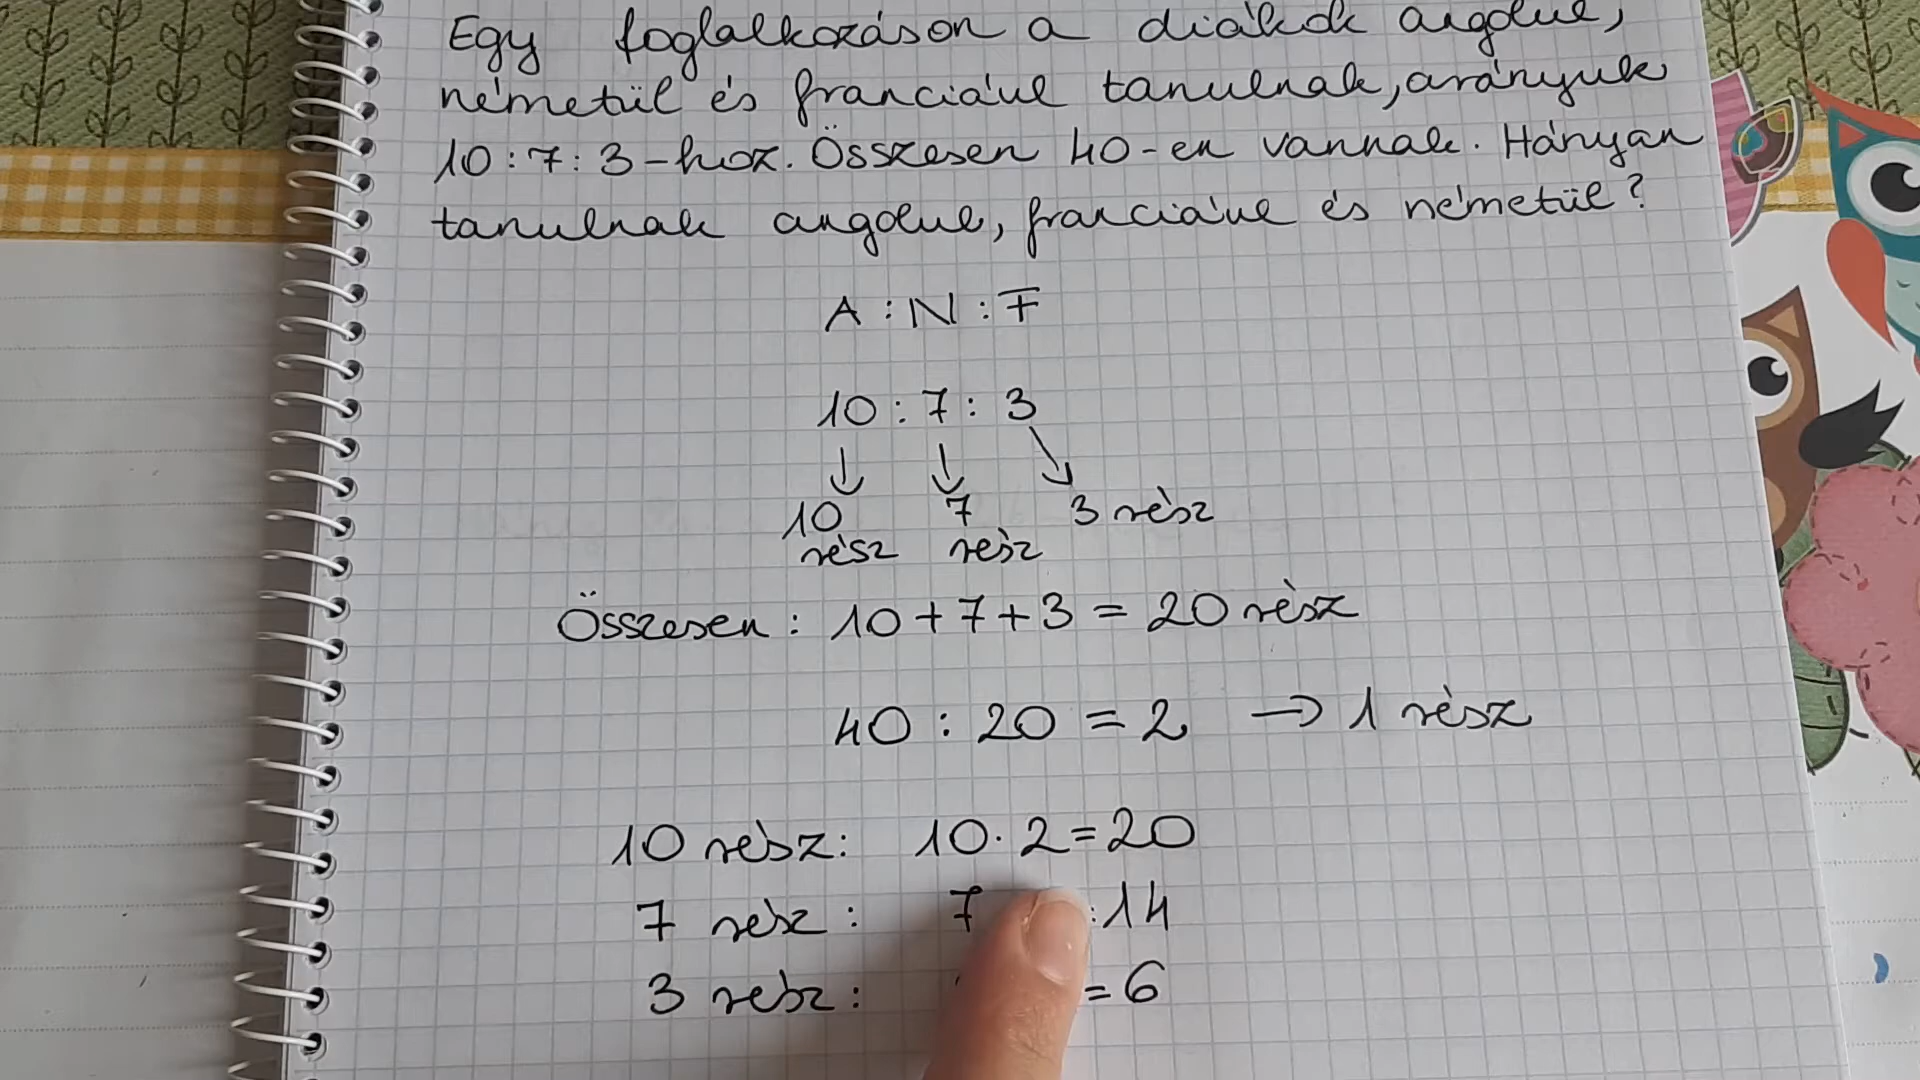 Egy foglalkozáson a diákok angolul,
németül és franciául tanulnak, arányuk
10:7:3-hoz. Összesen 40-en vannak. Hányan
tanulnak angolul, franciául és németül?
A : N : F
10 : 7 : 3
10 7 3 rész
rész rész
Összesen: 10+7+3 = 20 rész
40 : 20 = 2 → 1 rész
10 rész: 10 · 2 = 20
7 rész: 7 14
3 rész: = 6